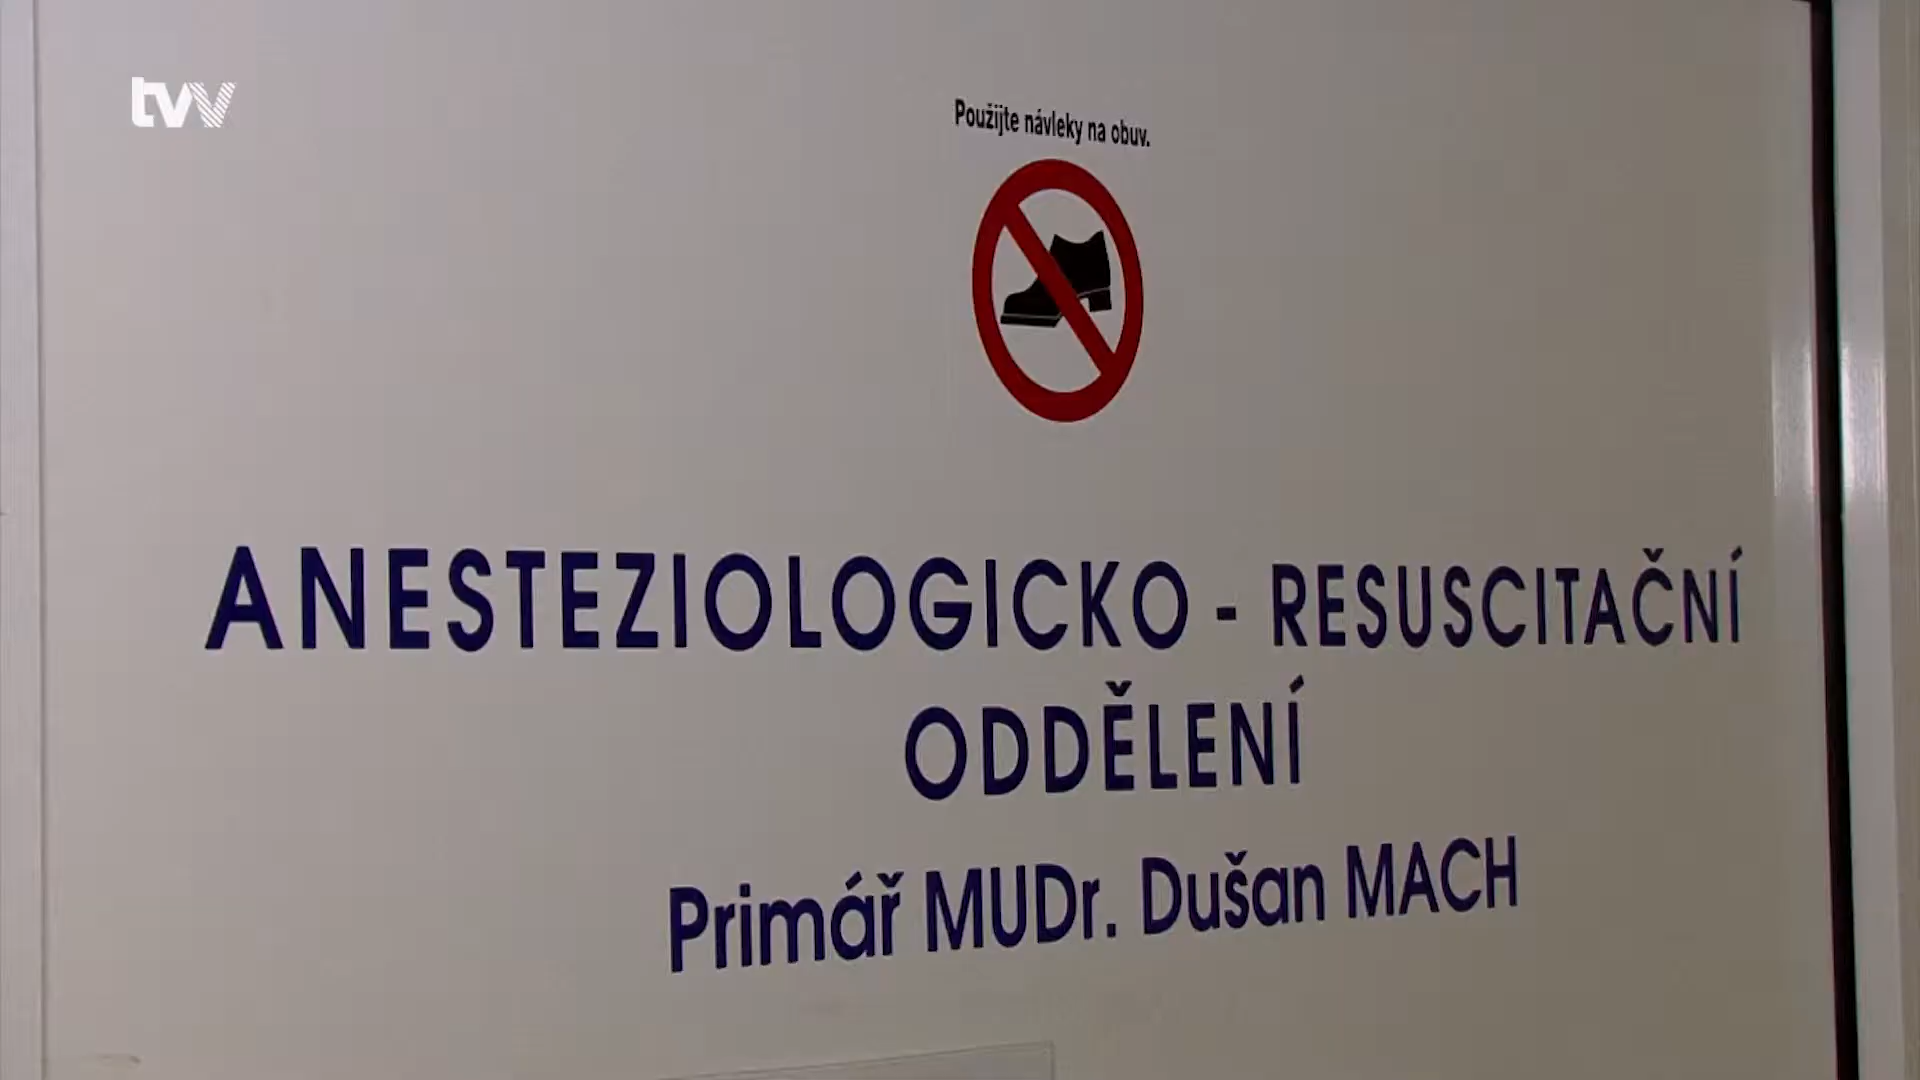 tvv
Použijte návleky na obuv.
ANESTEZIOLOGICKO - RESUSCITAČNÍ
ODDĚLENÍ
Primář MUDr. Dušan MACH